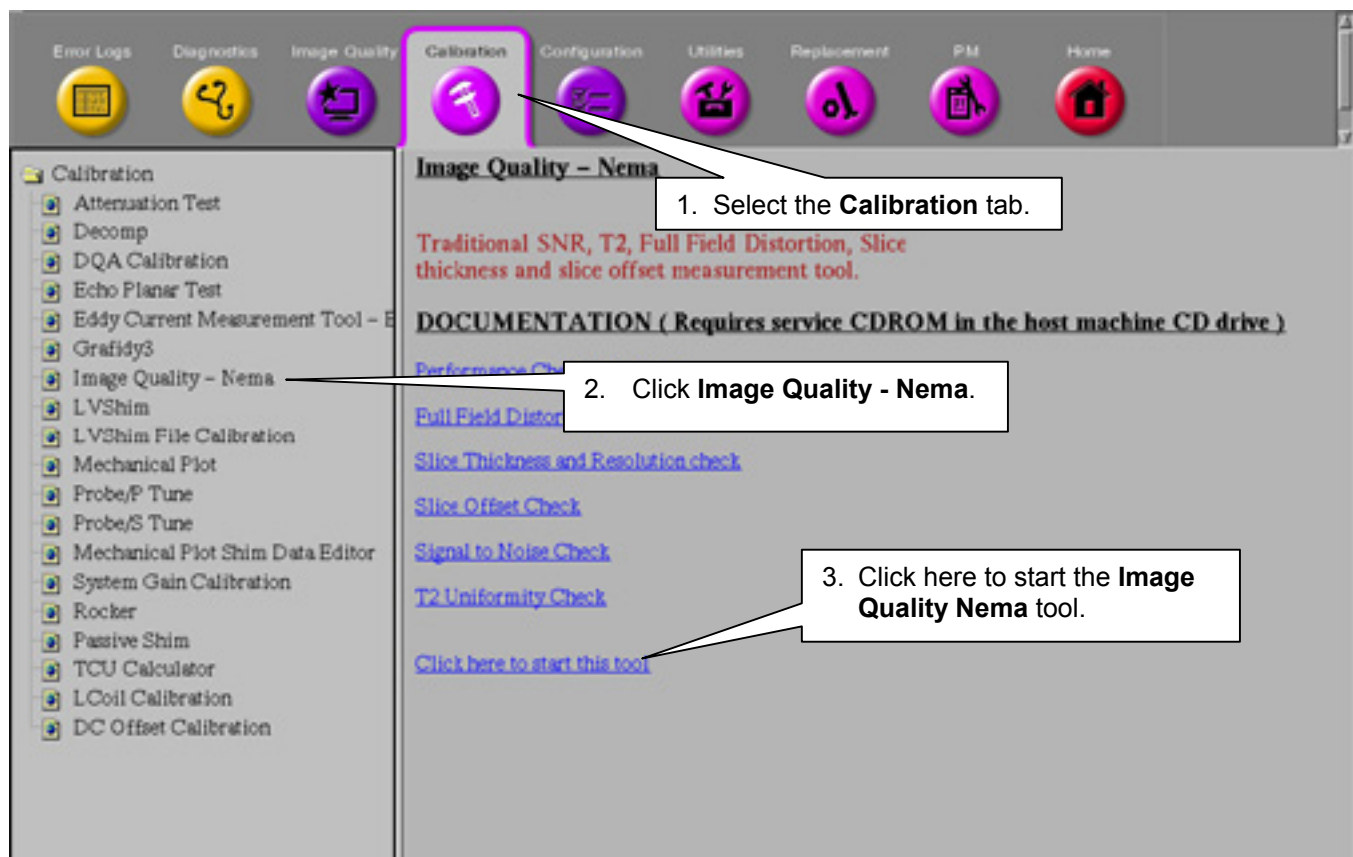 Error Logs Diagnostics Image Quality Calibration Configuration Utilities Replacement PM Home
Calibration
Attenuation Test
Decomp
DQA Calibration
Echo Planar Test
Eddy Current Measurement Tool – E
Grafidy3
Image Quality – Nema
LVShim
LVShim File Calibration
Mechanical Plot
Probe/P Tune
Probe/S Tune
Mechanical Plot Shim Data Editor
System Gain Calibration
Rocker
Passive Shim
TCU Calculator
LCoil Calibration
DC Offset Calibration
Image Quality – Nema
1. Select the Calibration tab.
Traditional SNR, T2, Full Field Distortion, Slice
thickness and slice offset measurement tool.
DOCUMENTATION ( Requires service CDROM in the host machine CD drive )
Performance
2. Click Image Quality - Nema.
Full Field
Slice Thickness and Resolution check
Slice Offset Check
Signal to Noise Check
T2 Uniformity Check
3. Click here to start the Image
Quality Nema tool.
Click here to start this tool